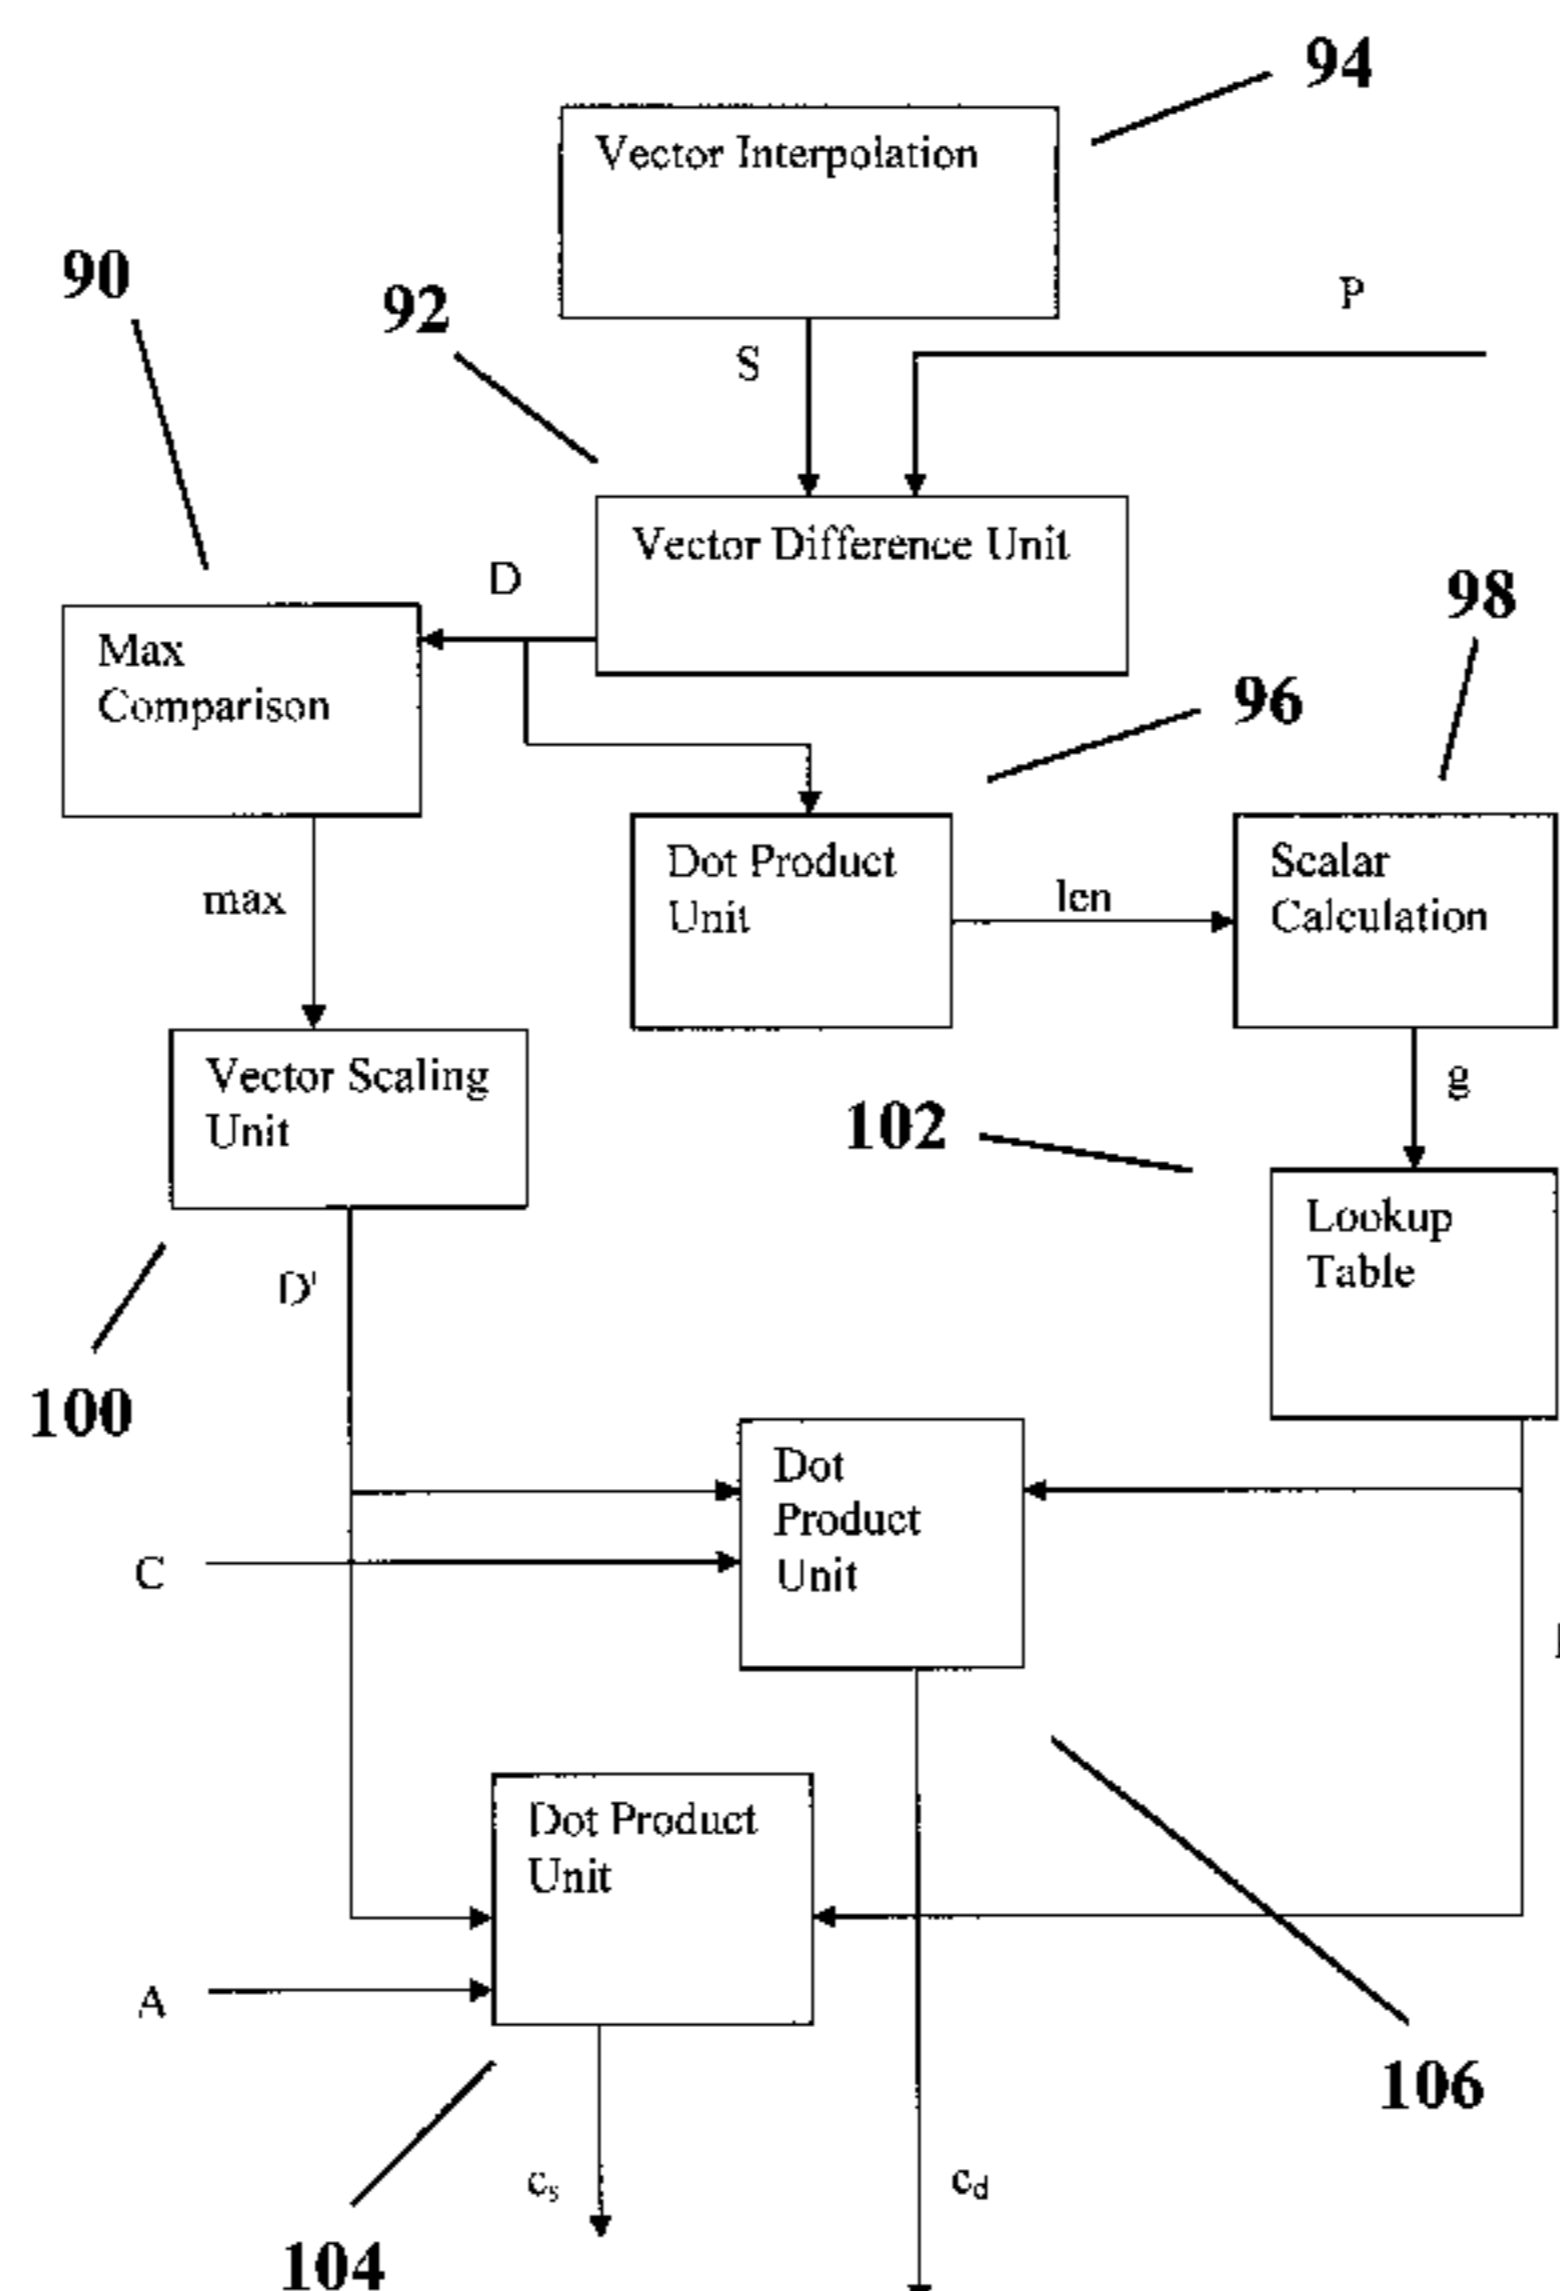 94
Vector Interpolation
90
92
P
S
Vector Difference Unit
D
98
Max
Comparison
96
Dot Product
Unit
len
Scalar
Calculation
max
g
Vector Scaling
Unit
102
Lookup
Table
D'
100
Dot
Product
Unit
C
Dot Product
Unit
A
106
cs
cd
104